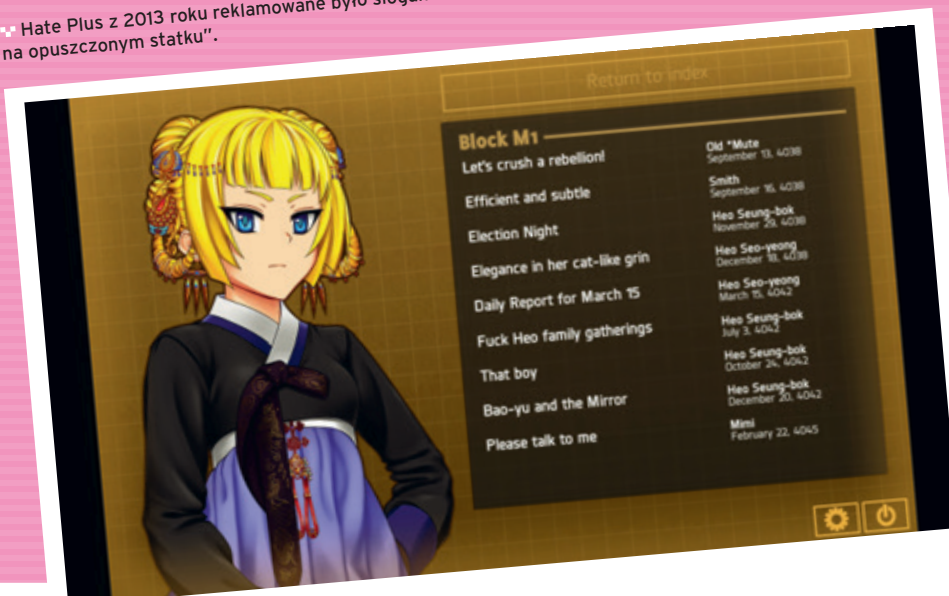 Hate Plus z 2013 roku reklamowane było
na opuszczonym statku”.
Return to index
Block M1
Let's crush a rebellion!
Old *Mute
September 13, 4038
Efficient and subtle
Smith
September 16, 4038
Election Night
Heo Seung-bok
November 29, 4038
Elegance in her cat-like grin
Heo Seo-yeong
December 18, 4038
Daily Report for March 15
Heo Seo-yeong
March 15, 4042
Fuck Heo family gatherings
Heo Seung-bok
July 3, 4042
That boy
Heo Seung-bok
October 24, 4042
Bao-yu and the Mirror
Heo Seung-bok
December 20, 4042
Please talk to me
Mimi
February 22, 4045